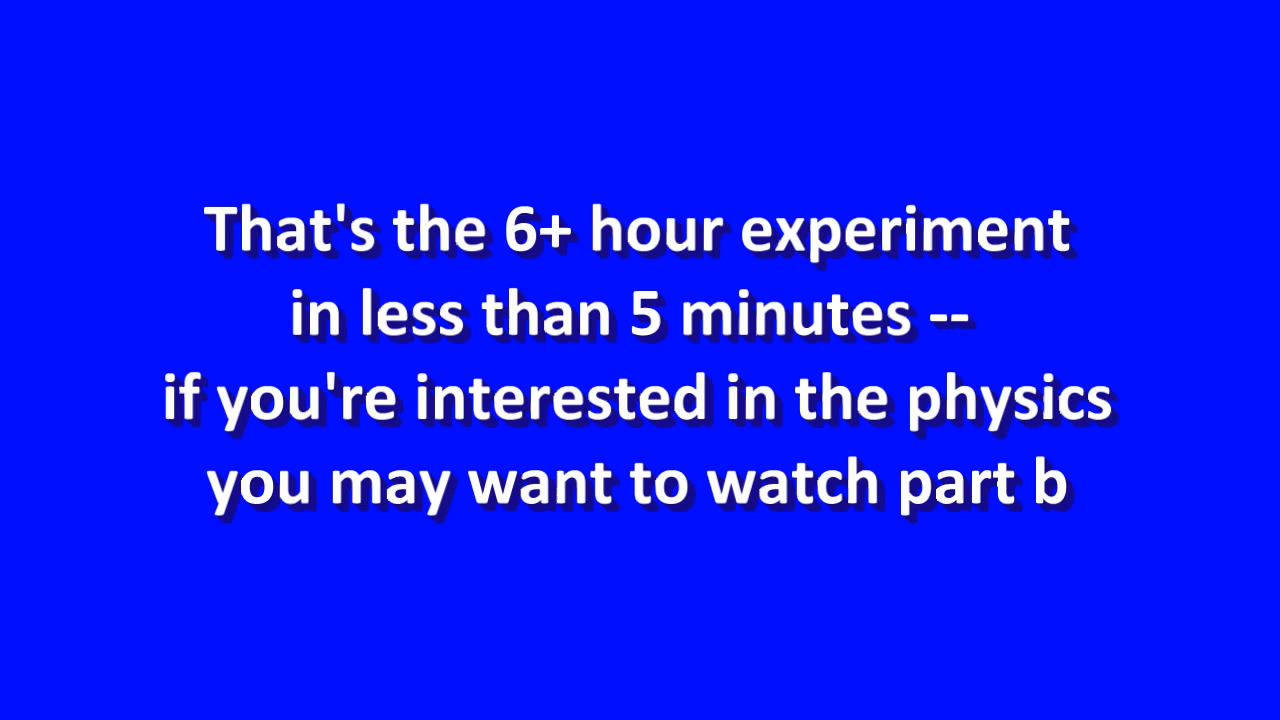 That's the 6+ hour experiment
in less than 5 minutes --
if you're interested in the physics
you may want to watch part b